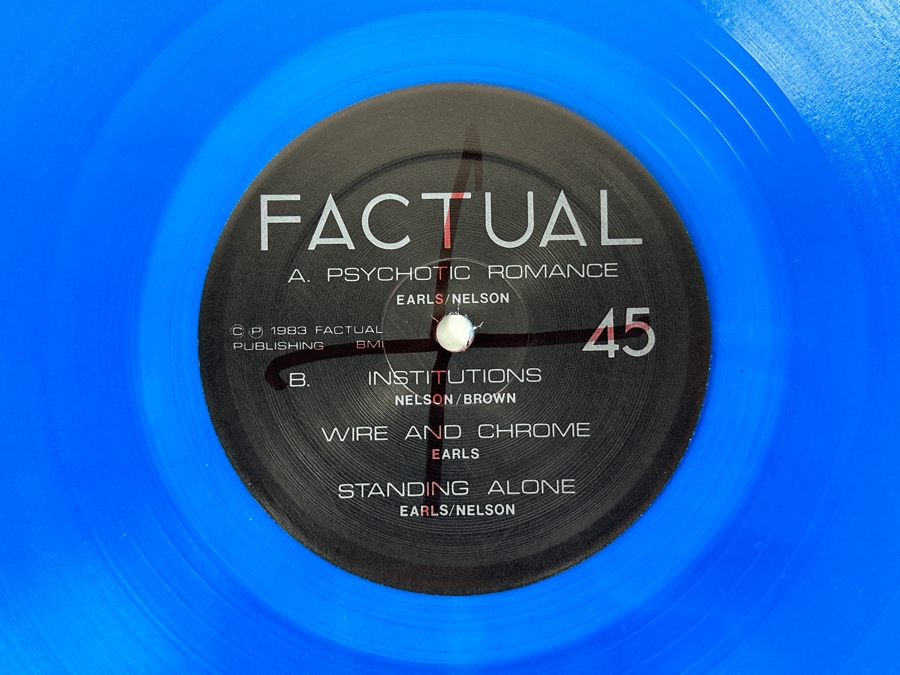 FACTUAL
A. PSYCHOTIC ROMANCE
EARLS/NELSON
© ℗ 1983 FACTUAL
PUBLISHING BMI
45
B. INSTITUTIONS
NELSON/BROWN
WIRE AND CHROME
EARLS
STANDING ALONE
EARLS/NELSON